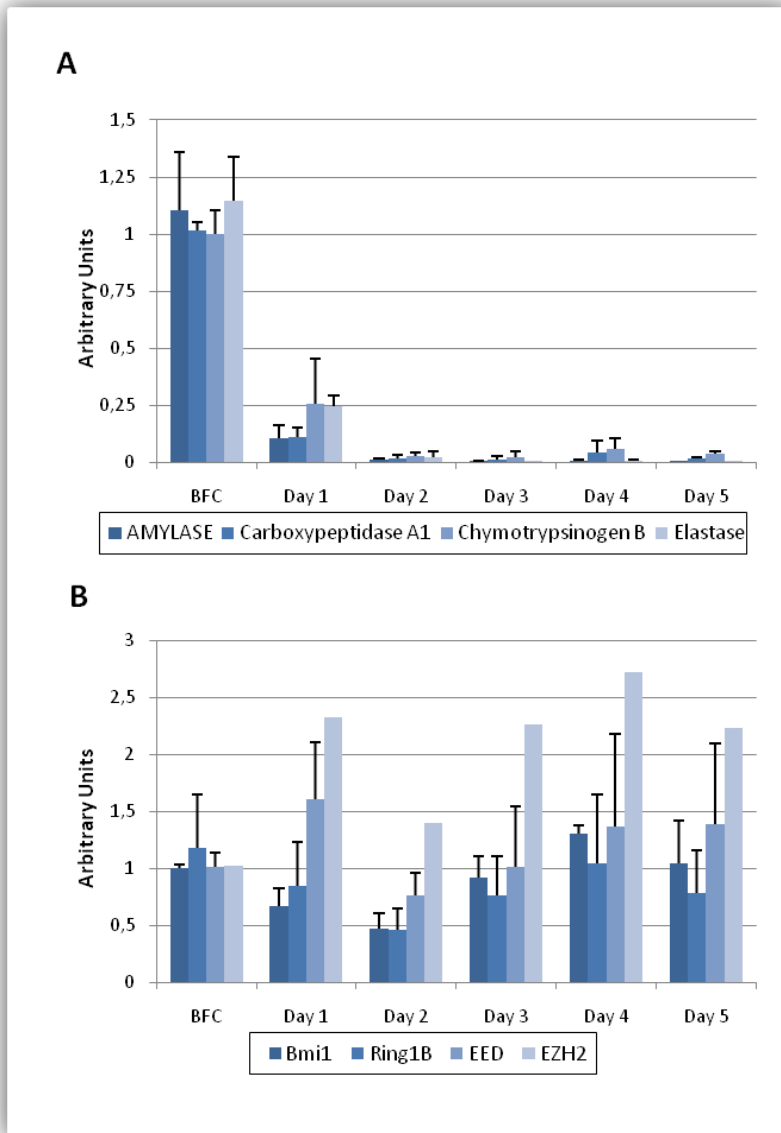 A
Arbitrary Units
1,5
1,25
1
0,75
0,5
0,25
0
BFC Day 1 Day 2 Day 3 Day 4 Day 5
AMYLASE Carboxypeptidase A1 Chymotrypsinogen B Elastase
B
Arbitrary Units
3
2,5
2
1,5
1
0,5
0
BFC Day 1 Day 2 Day 3 Day 4 Day 5
Bmi1 Ring1B EED EZH2